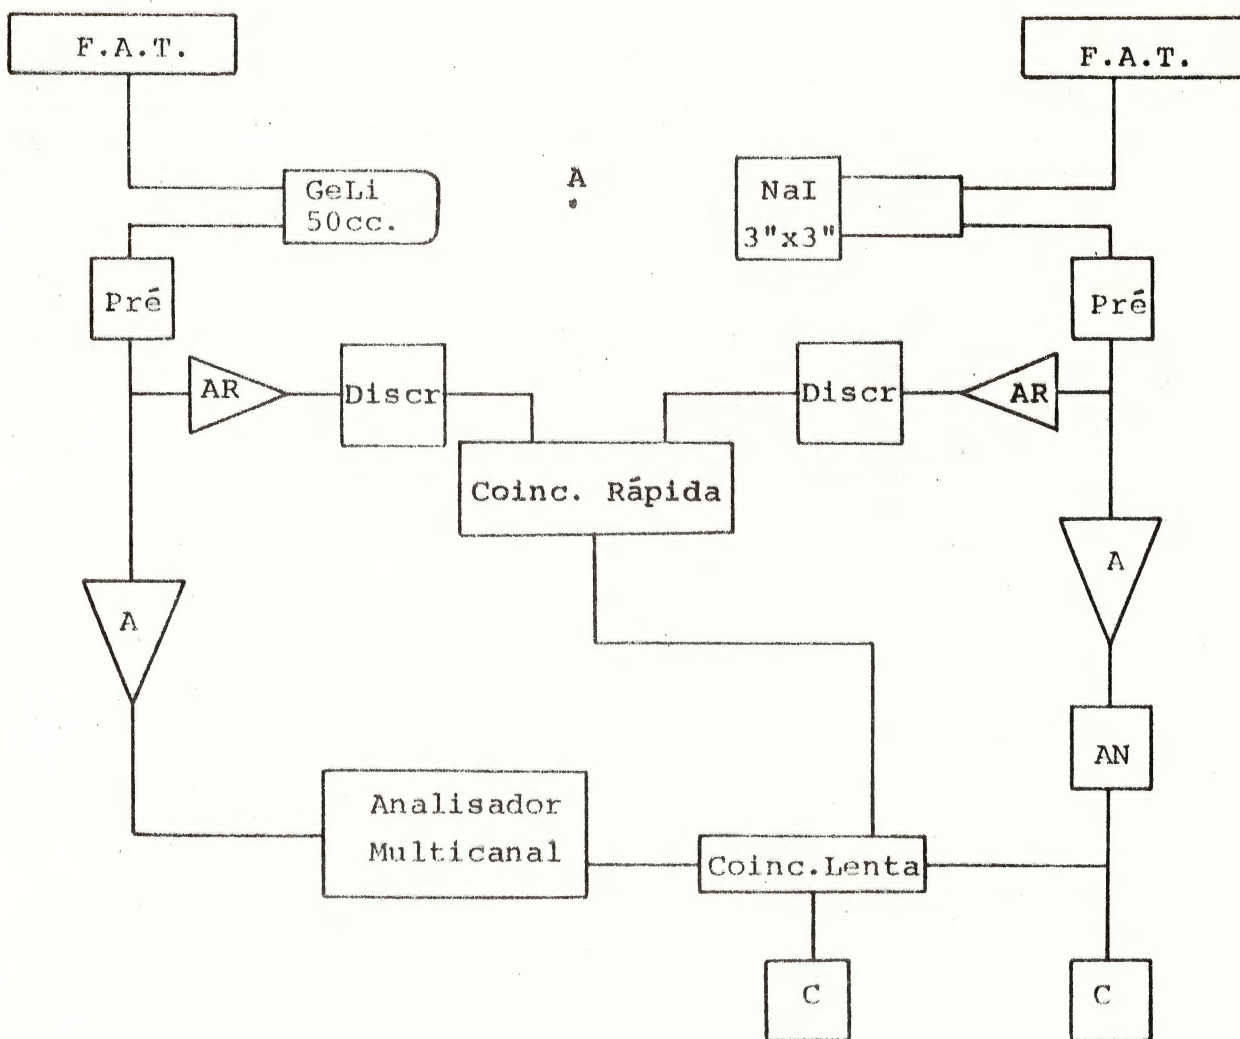 F.A.T.
F.A.T.
GeLi
50cc.
A
NaI
3"x3"
Pré
Pré
AR
Discr
Discr
AR
Coinc. Rápida
A
A
AN
Analisador
Multicanal
Coinc.Lenta
C
C